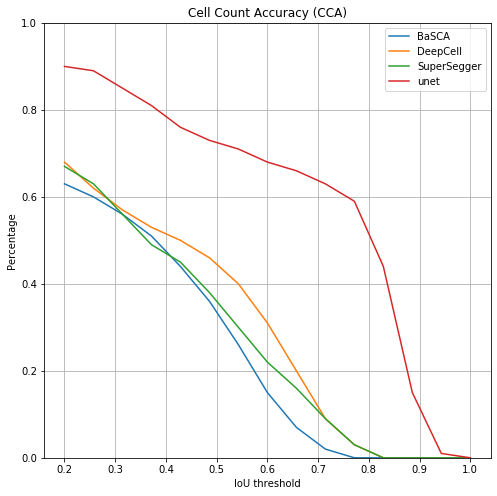 Cell Count Accuracy (CCA)
BaSCA
DeepCell
SuperSegger
unet
Percentage
1.0
0.8
0.6
0.4
0.2
0.0
0.2 0.3 0.4 0.5 0.6 0.7 0.8 0.9 1.0
IoU threshold